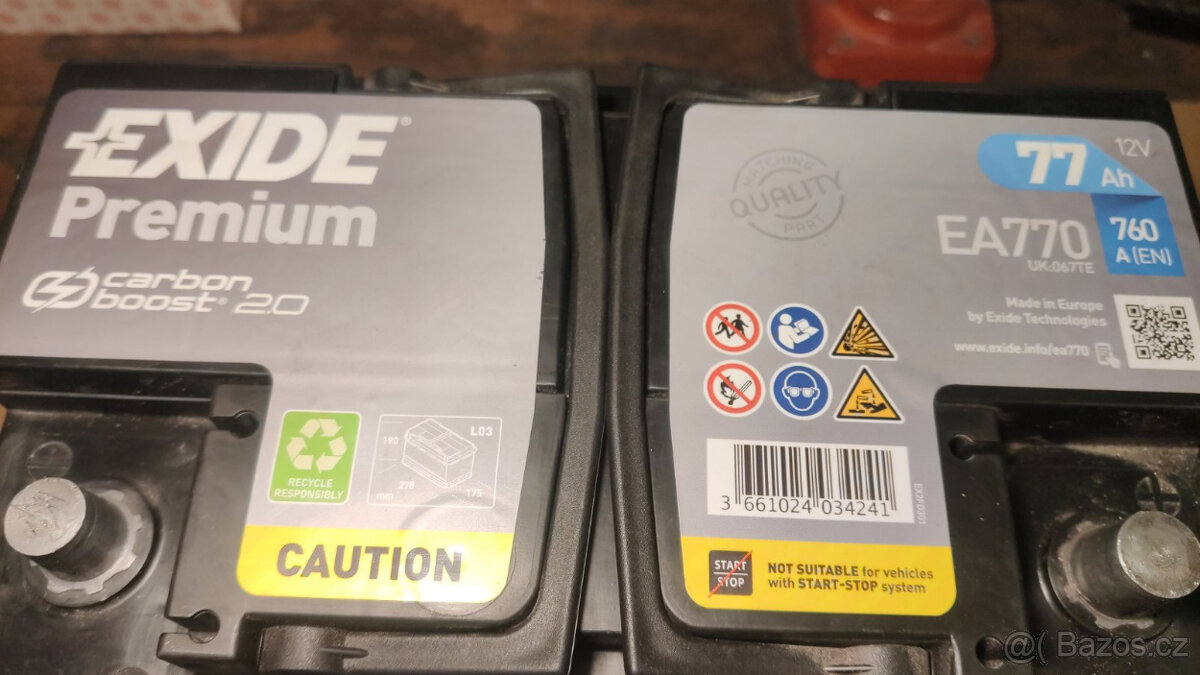 EXIDE®
Premium
carbon
boost® 2.0
RECYCLE
RESPONSIBLY
L03
190
278
175
mm
CAUTION
MATCHING
QUALITY
PART
77 Ah
12V
EA770
UK:067TE
760
A (EN)
Made in Europe
by Exide Technologies
www.exide.info/ea770
3 661024 034241
EX2F0301
START
STOP
NOT SUITABLE for vehicles
with START-STOP system
@( Bazos.cz